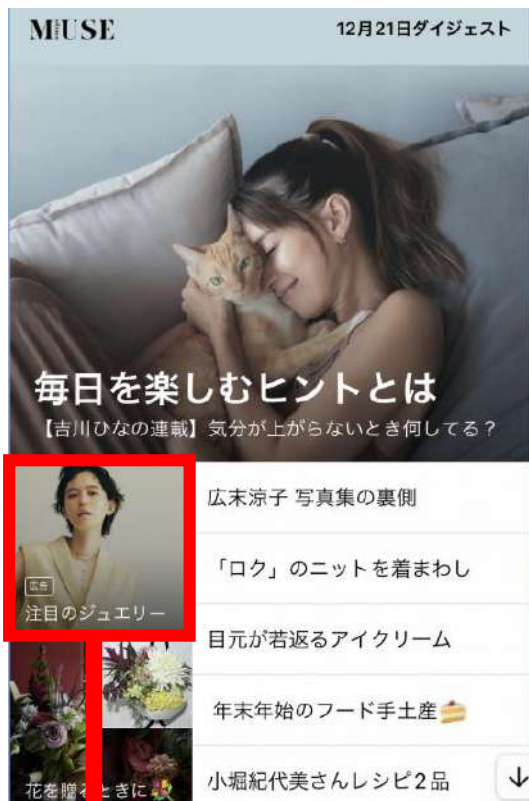 MUSE
12月21日ダイジェスト
毎日を楽しむヒントとは
【吉川ひなの連載】気分が上がらないとき何してる?
広告
注目のジュエリー
広末涼子 写真集の裏側
「ロク」のニットを着まわし
目元が若返るアイクリーム
年末年始のフード手土産🍰
花を贈るときに💐
小堀紀代美さんレシピ2品